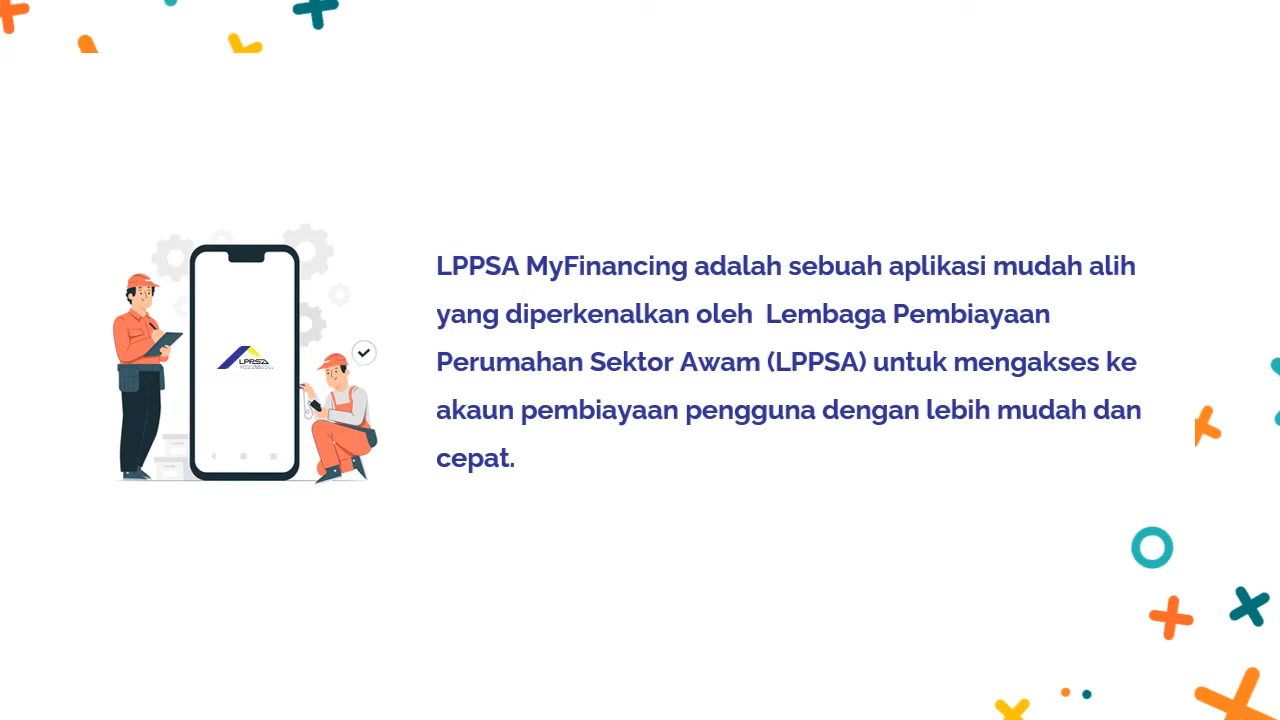 LPPSA
LPPSA MyFinancing adalah sebuah aplikasi mudah alih
yang diperkenalkan oleh Lembaga Pembiayaan
Perumahan Sektor Awam (LPPSA) untuk mengakses ke
akaun pembiayaan pengguna dengan lebih mudah dan
cepat.